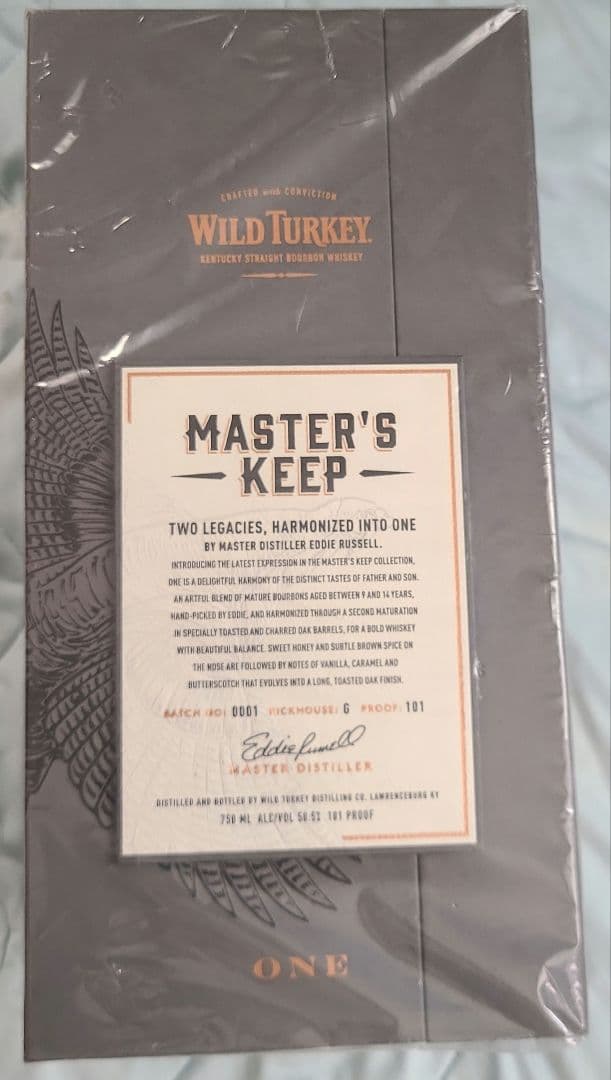 CRAFTED with CONVICTION
WILD TURKEY.
KENTUCKY STRAIGHT BOURBON WHISKEY
MASTER'S
KEEP
TWO LEGACIES, HARMONIZED INTO ONE
BY MASTER DISTILLER EDDIE RUSSELL.
INTRODUCING THE LATEST EXPRESSION IN THE MASTER'S KEEP COLLECTION,
ONE IS A DELIGHTFUL HARMONY OF THE DISTINCT TASTES OF FATHER AND SON.
AN ARTFUL BLEND OF MATURE BOURBONS AGED BETWEEN 9 AND 14 YEARS,
HAND-PICKED BY EDDIE, AND HARMONIZED THROUGH A SECOND MATURATION
IN SPECIALLY TOASTED AND CHARRED OAK BARRELS, FOR A BOLD WHISKEY
WITH BEAUTIFUL BALANCE. SWEET HONEY AND SUBTLE BROWN SPICE ON
THE NOSE ARE FOLLOWED BY NOTES OF VANILLA, CARAMEL AND
BUTTERSCOTCH THAT EVOLVES INTO A LONG, TOASTED OAK FINISH.
BATCH NO: 0001 RICKHOUSE: G PROOF: 101
Eddie Russell
MASTER DISTILLER
DISTILLED AND BOTTLED BY WILD TURKEY DISTILLING CO. LAWRENCEBURG KY
750 ML ALC/VOL 50.5% 101 PROOF
ONE